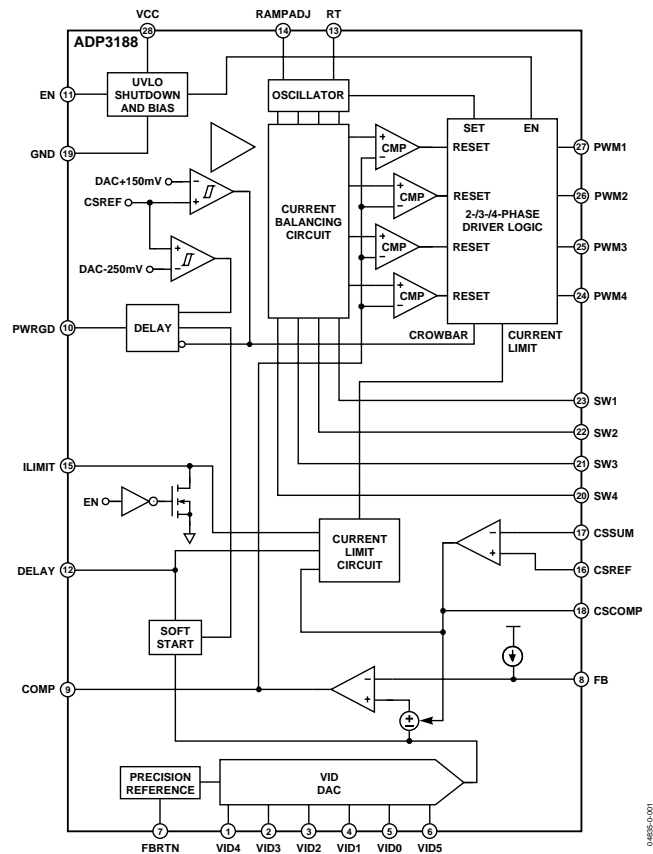 VCC
RAMPADJ
RT
28
14
13
ADP3188
EN
11
UVLO
SHUTDOWN
AND BIAS
OSCILLATOR
SET
EN
GND
19
CMP
RESET
27
PWM1
DAC+150mV
CSREF
CURRENT
BALANCING
CIRCUIT
CMP
RESET
26
PWM2
2-/3-/4-PHASE
DRIVER LOGIC
DAC-250mV
CMP
RESET
25
PWM3
CMP
RESET
24
PWM4
PWRGD
10
DELAY
CROWBAR
CURRENT
LIMIT
23
SW1
22
SW2
ILIMIT
15
21
SW3
EN
20
SW4
CURRENT
LIMIT
CIRCUIT
17
CSSUM
DELAY
12
16
CSREF
18
CSCOMP
SOFT
START
COMP
9
8
FB
PRECISION
REFERENCE
VID
DAC
7
1
2
3
4
5
6
FBRTN
VID4
VID3
VID2
VID1
VID0
VID5
04835-0-001